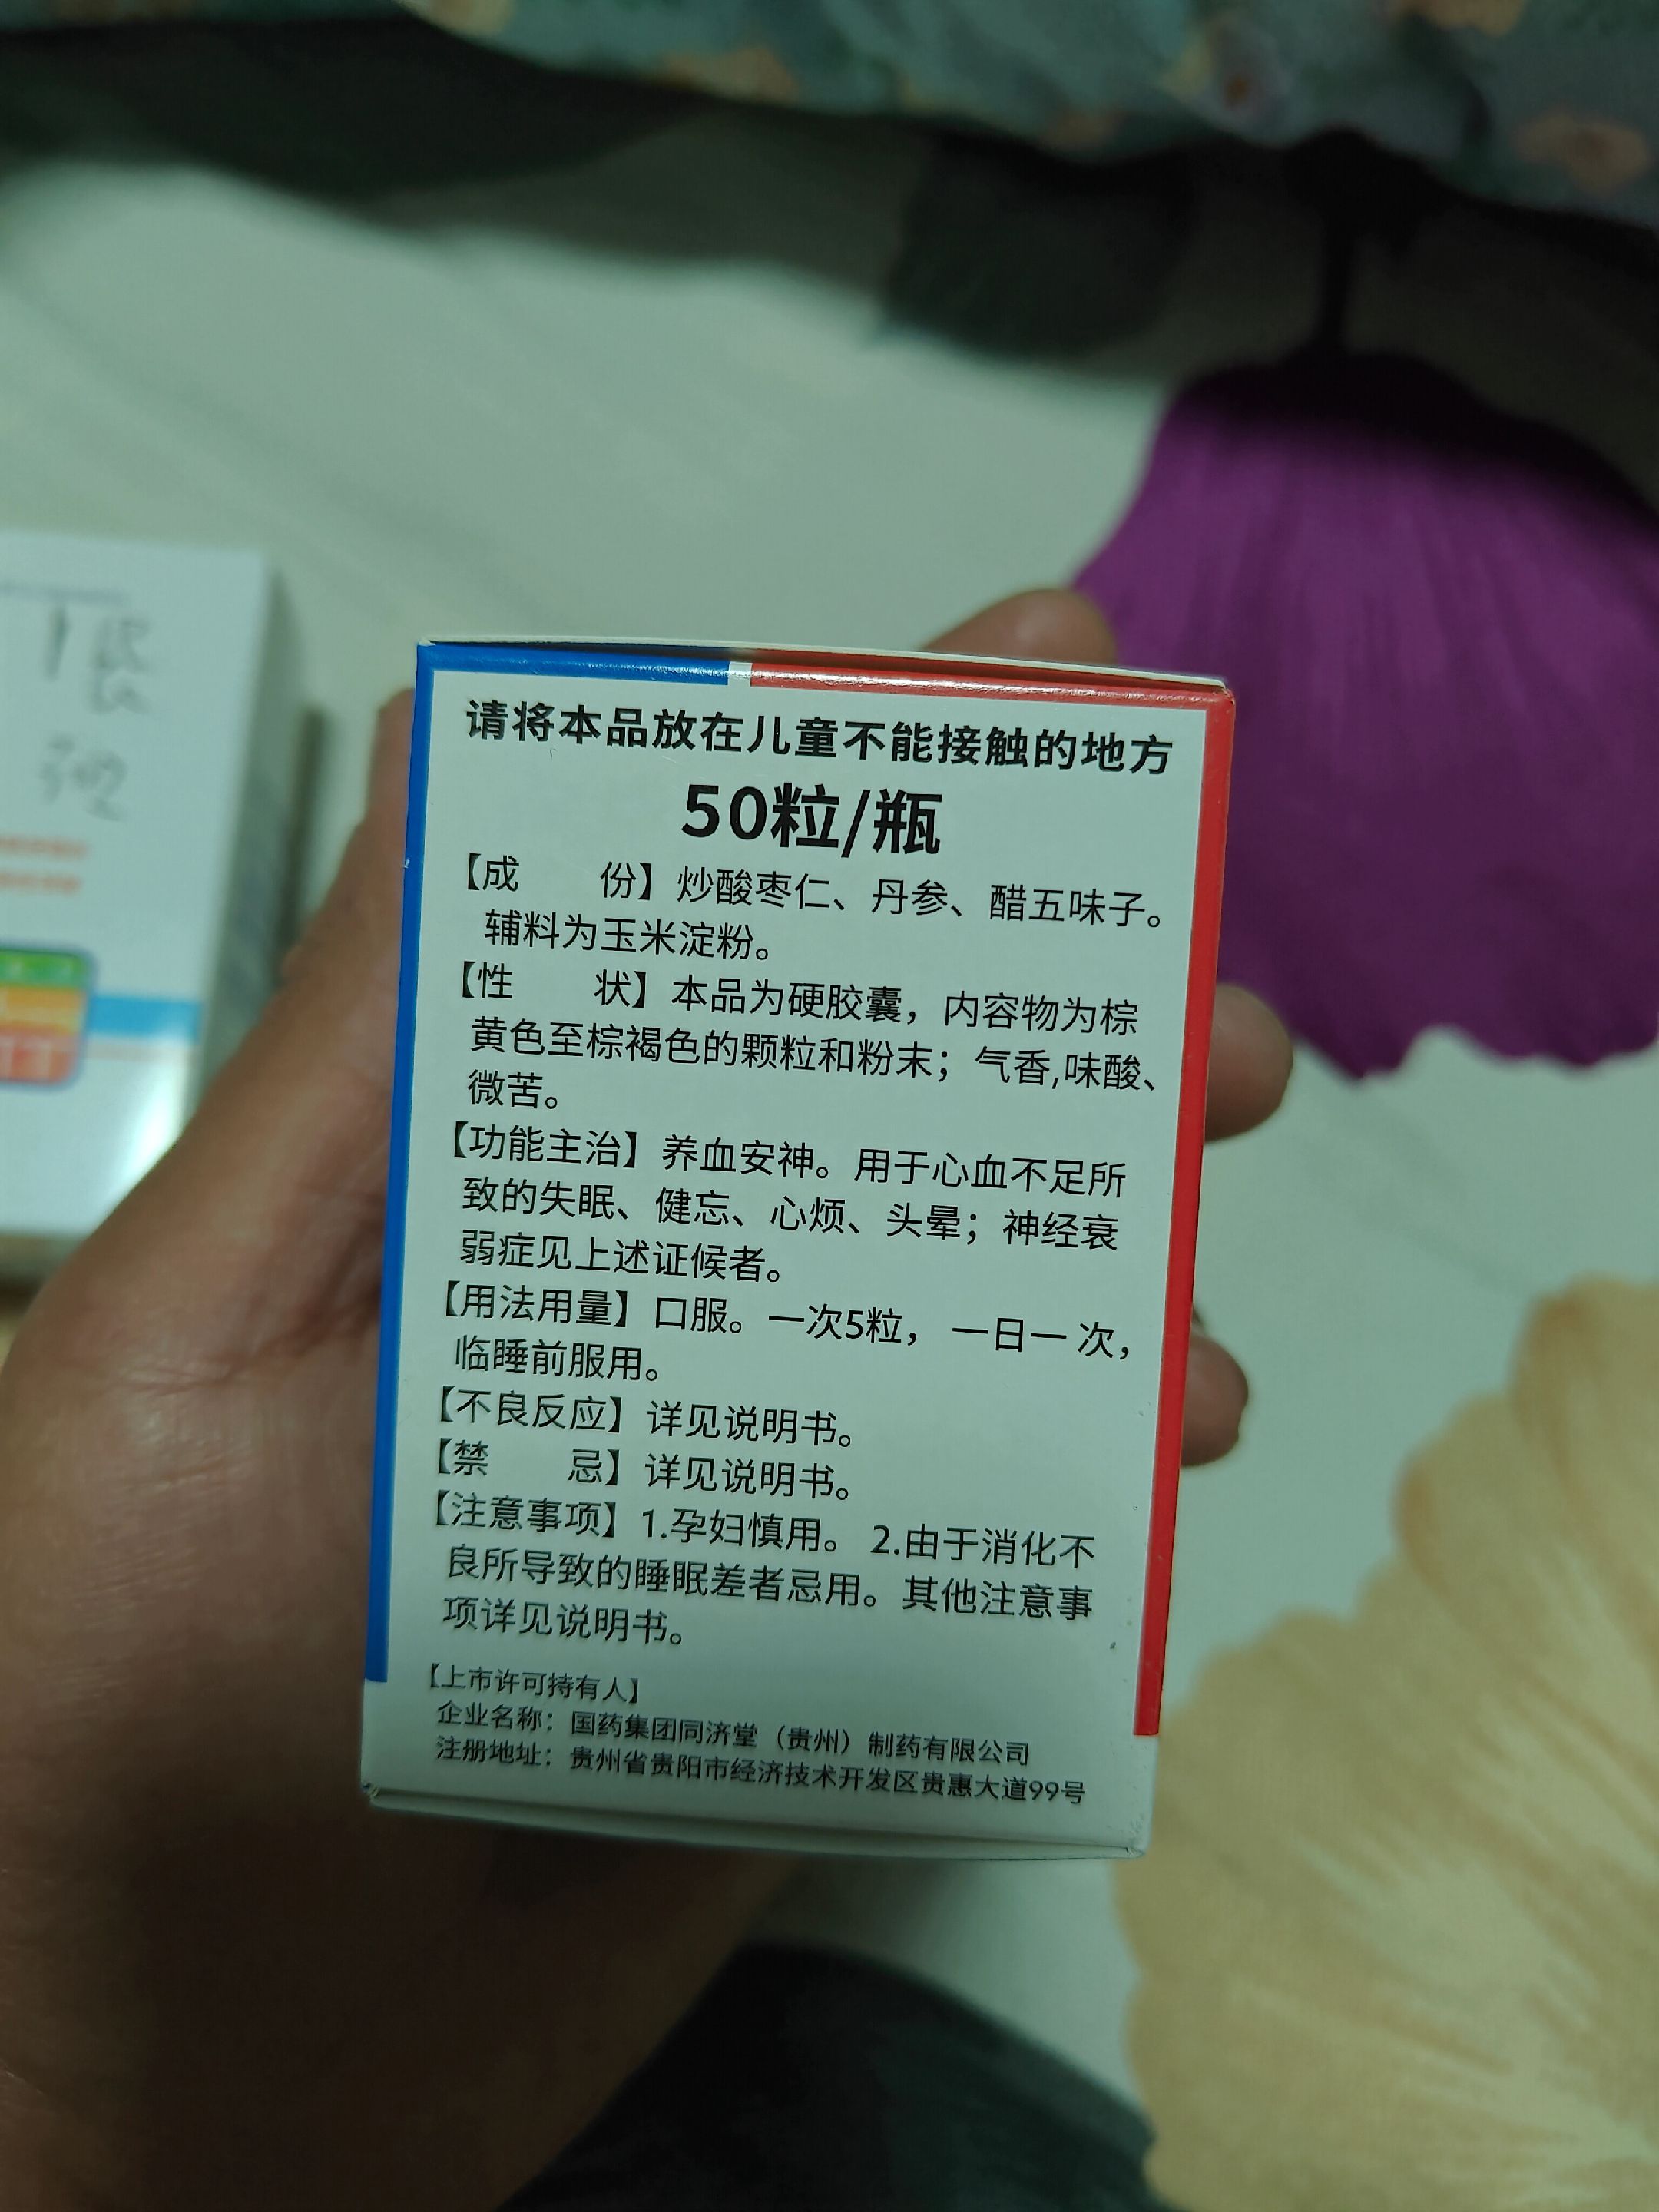 请将本品放在儿童不能接触的地方
50粒/瓶
【成 份】炒酸枣仁、丹参、醋五味子。
辅料为玉米淀粉。
【性 状】本品为硬胶囊，内容物为棕
黄色至棕褐色的颗粒和粉末；气香,味酸、
微苦。
【功能主治】养血安神。用于心血不足所
致的失眠、健忘、心烦、头晕；神经衰
弱症见上述证候者。
【用法用量】口服。一次5粒，一日一次，
临睡前服用。
【不良反应】详见说明书。
【禁 忌】详见说明书。
【注意事项】1.孕妇慎用。 2.由于消化不
良所导致的睡眠差者忌用。其他注意事
项详见说明书。
【上市许可持有人】
企业名称：国药集团同济堂（贵州）制药有限公司
注册地址：贵州省贵阳市经济技术开发区贵惠大道99号